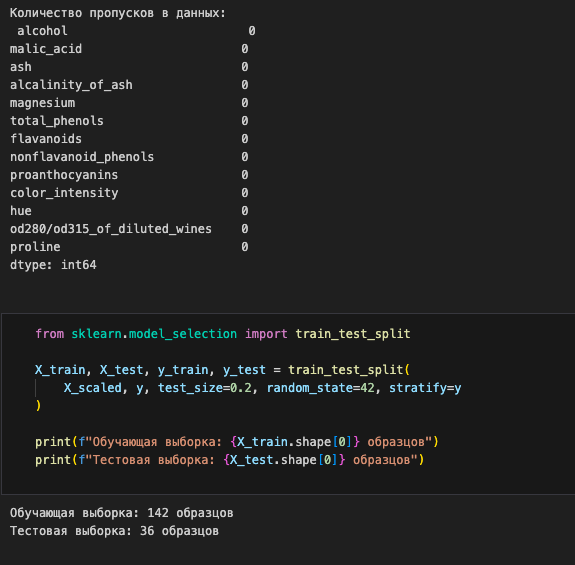 Количество пропусков в данных:
alcohol 0
malic_acid 0
ash 0
alcalinity_of_ash 0
magnesium 0
total_phenols 0
flavanoids 0
nonflavanoid_phenols 0
proanthocyanins 0
color_intensity 0
hue 0
od280/od315_of_diluted_wines 0
proline 0
dtype: int64
from sklearn.model_selection import train_test_split
X_train, X_test, y_train, y_test = train_test_split(
X_scaled, y, test_size=0.2, random_state=42, stratify=y
)
print(f"Обучающая выборка: {X_train.shape[0]} образцов")
print(f"Тестовая выборка: {X_test.shape[0]} образцов")
Обучающая выборка: 142 образцов
Тестовая выборка: 36 образцов